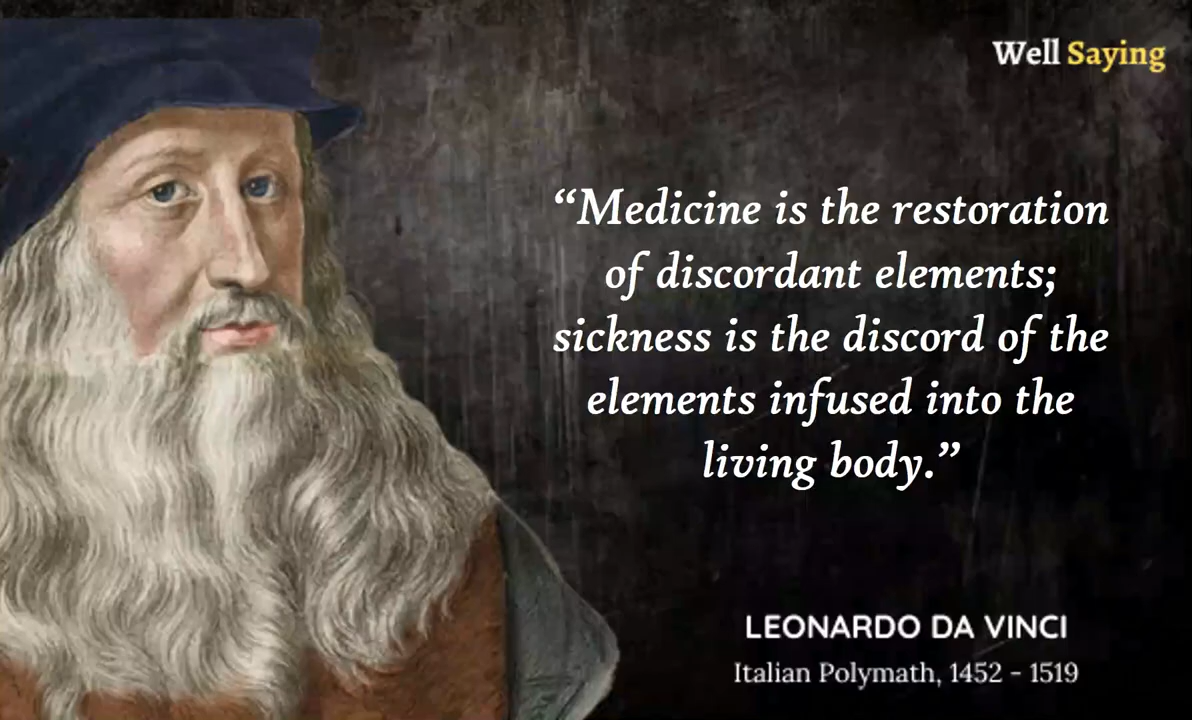 Well Saying
“Medicine is the restoration
of discordant elements;
sickness is the discord of the
elements infused into the
living body.”
LEONARDO DA VINCI
Italian Polymath, 1452 - 1519